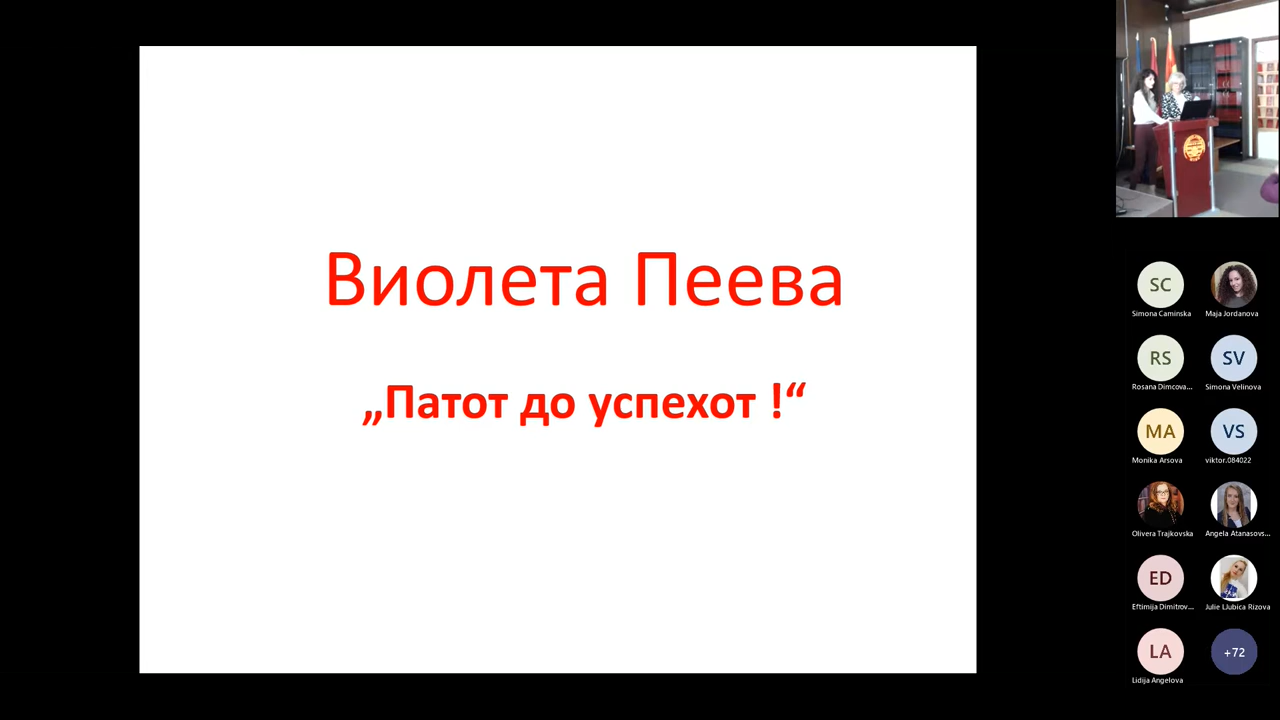 Виолета Пеева
„Патот до успехот !“
SC
Simona Caminska
Maja Jordanova
RS
Rosana Dimcova...
SV
Simona Velinova
MA
Monika Arsova
VS
viktor.084022
Olivera Trajkovska
Angela Atanasovs...
ED
Eftimija Dimitrov...
Julie LJubica Rizova
LA
Lidija Angelova
+72